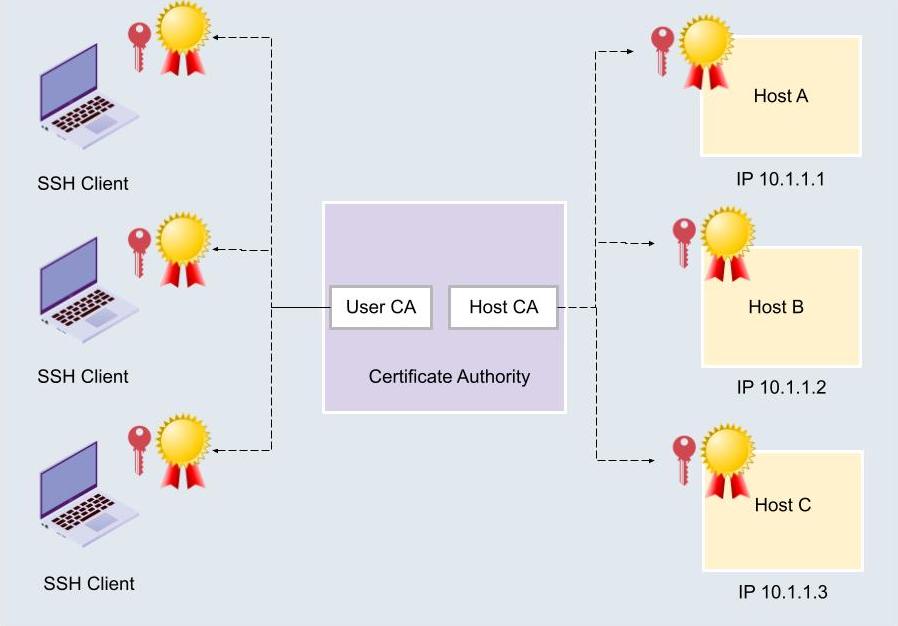 Host A
SSH Client
IP 10.1.1.1
User CA
Host CA
Host B
SSH Client
Certificate Authority
IP 10.1.1.2
Host C
SSH Client
IP 10.1.1.3